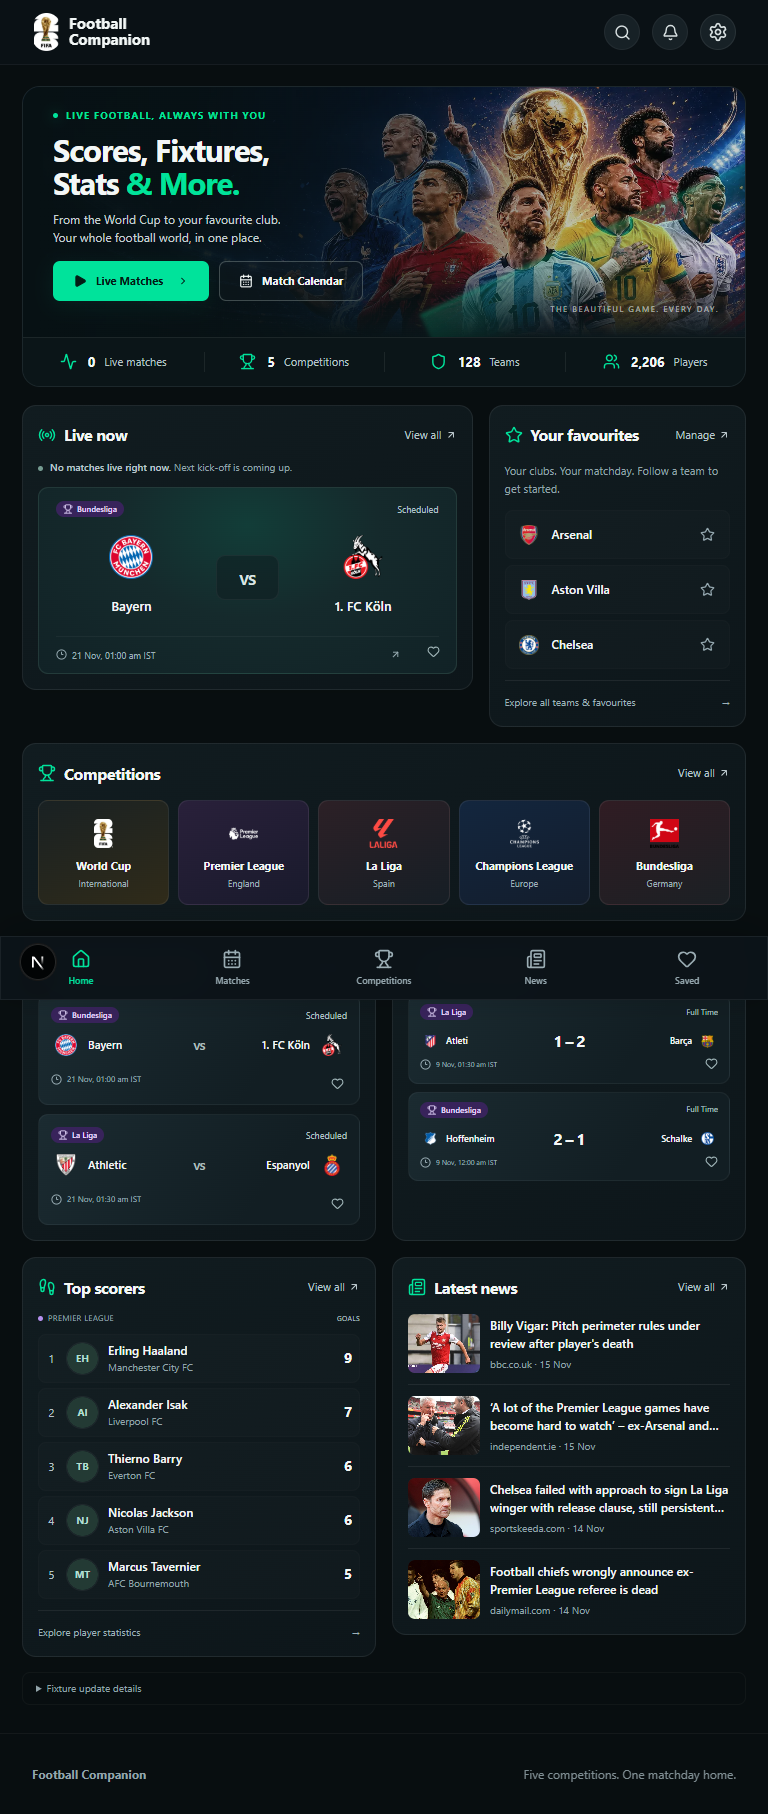 Football
Companion
FIFA
LIVE FOOTBALL, ALWAYS WITH YOU
Scores, Fixtures,
Stats & More.
From the World Cup to your favourite club.
Your whole football world, in one place.
Live Matches
Match Calendar
THE BEAUTIFUL GAME. EVERY DAY.
0 Live matches
5 Competitions
128 Teams
2,206 Players
Live now
View all
No matches live right now. Next kick-off is coming up.
Bundesliga
Scheduled
VS
Bayern
1. FC Köln
21 Nov, 01:00 am IST
Your favourites
Manage
Your clubs. Your matchday. Follow a team to
get started.
Arsenal
Aston Villa
Chelsea
Explore all teams & favourites →
Competitions
View all
World Cup
International
Premier League
Premier League
England
LALIGA
La Liga
Spain
CHAMPIONS LEAGUE
Champions League
Europe
Bundesliga
Germany
N
Home
Matches
Competitions
News
Saved
Bundesliga
Scheduled
Bayern
VS
1. FC Köln
21 Nov, 01:00 am IST
La Liga
Scheduled
Athletic
VS
Espanyol
21 Nov, 01:30 am IST
La Liga
Full Time
Atleti
1 – 2
Barça
9 Nov, 01:30 am IST
Bundesliga
Full Time
Hoffenheim
2 – 1
Schalke
9 Nov, 12:00 am IST
Top scorers
View all
PREMIER LEAGUE
GOALS
1 EH Erling Haaland 9
Manchester City FC
2 AI Alexander Isak 7
Liverpool FC
3 TB Thierno Barry 6
Everton FC
4 NJ Nicolas Jackson 6
Aston Villa FC
5 MT Marcus Tavernier 5
AFC Bournemouth
Explore player statistics →
Latest news
View all
Billy Vigar: Pitch perimeter rules under
review after player's death
bbc.co.uk · 15 Nov
‘A lot of the Premier League games have
become hard to watch’ – ex-Arsenal and...
independent.ie · 15 Nov
Chelsea failed with approach to sign La Liga
winger with release clause, still persistent...
sportskeeda.com · 14 Nov
Football chiefs wrongly announce ex-
Premier League referee is dead
dailymail.com · 14 Nov
Fixture update details
Football Companion
Five competitions. One matchday home.